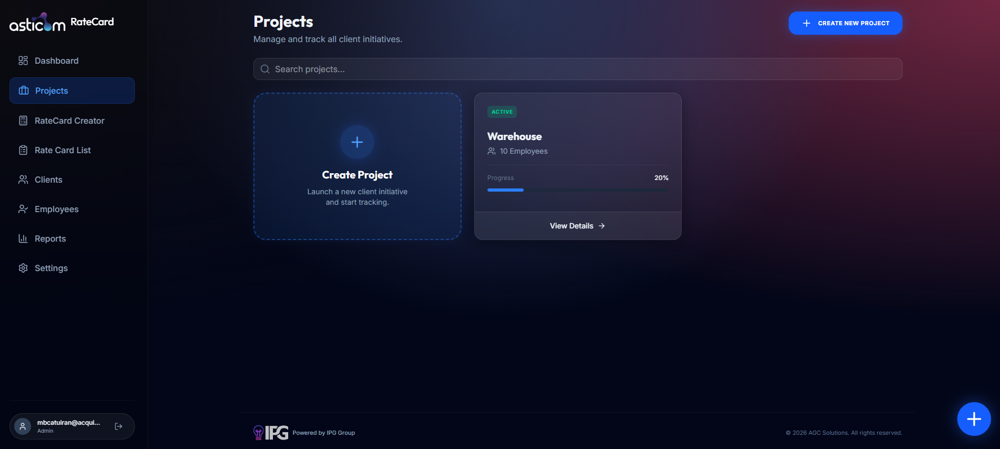 asticom RateCard
Dashboard
Projects
RateCard Creator
Rate Card List
Clients
Employees
Reports
Settings
mbcatuiran@acqui...
Admin
Projects
Manage and track all client initiatives.
CREATE NEW PROJECT
Search projects...
Create Project
Launch a new client initiative
and start tracking.
ACTIVE
Warehouse
10 Employees
Progress 20%
View Details
IPG Powered by IPG Group
© 2026 AGC Solutions. All rights reserved.